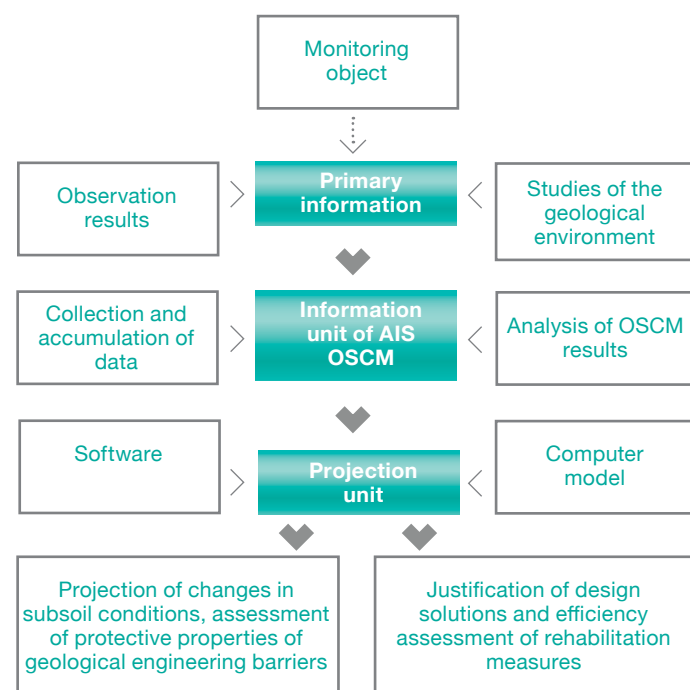 Monitoring
object
Observation
results
Primary
information
Studies of the
geological
environment
Collection and
accumulation of
data
Information
unit of AIS
OSCM
Analysis of OSCM
results
Software
Projection
unit
Computer
model
Projection of changes in
subsoil conditions, assessment
of protective properties of
geological engineering barriers
Justification of design
solutions and efficiency
assessment of rehabilitation
measures